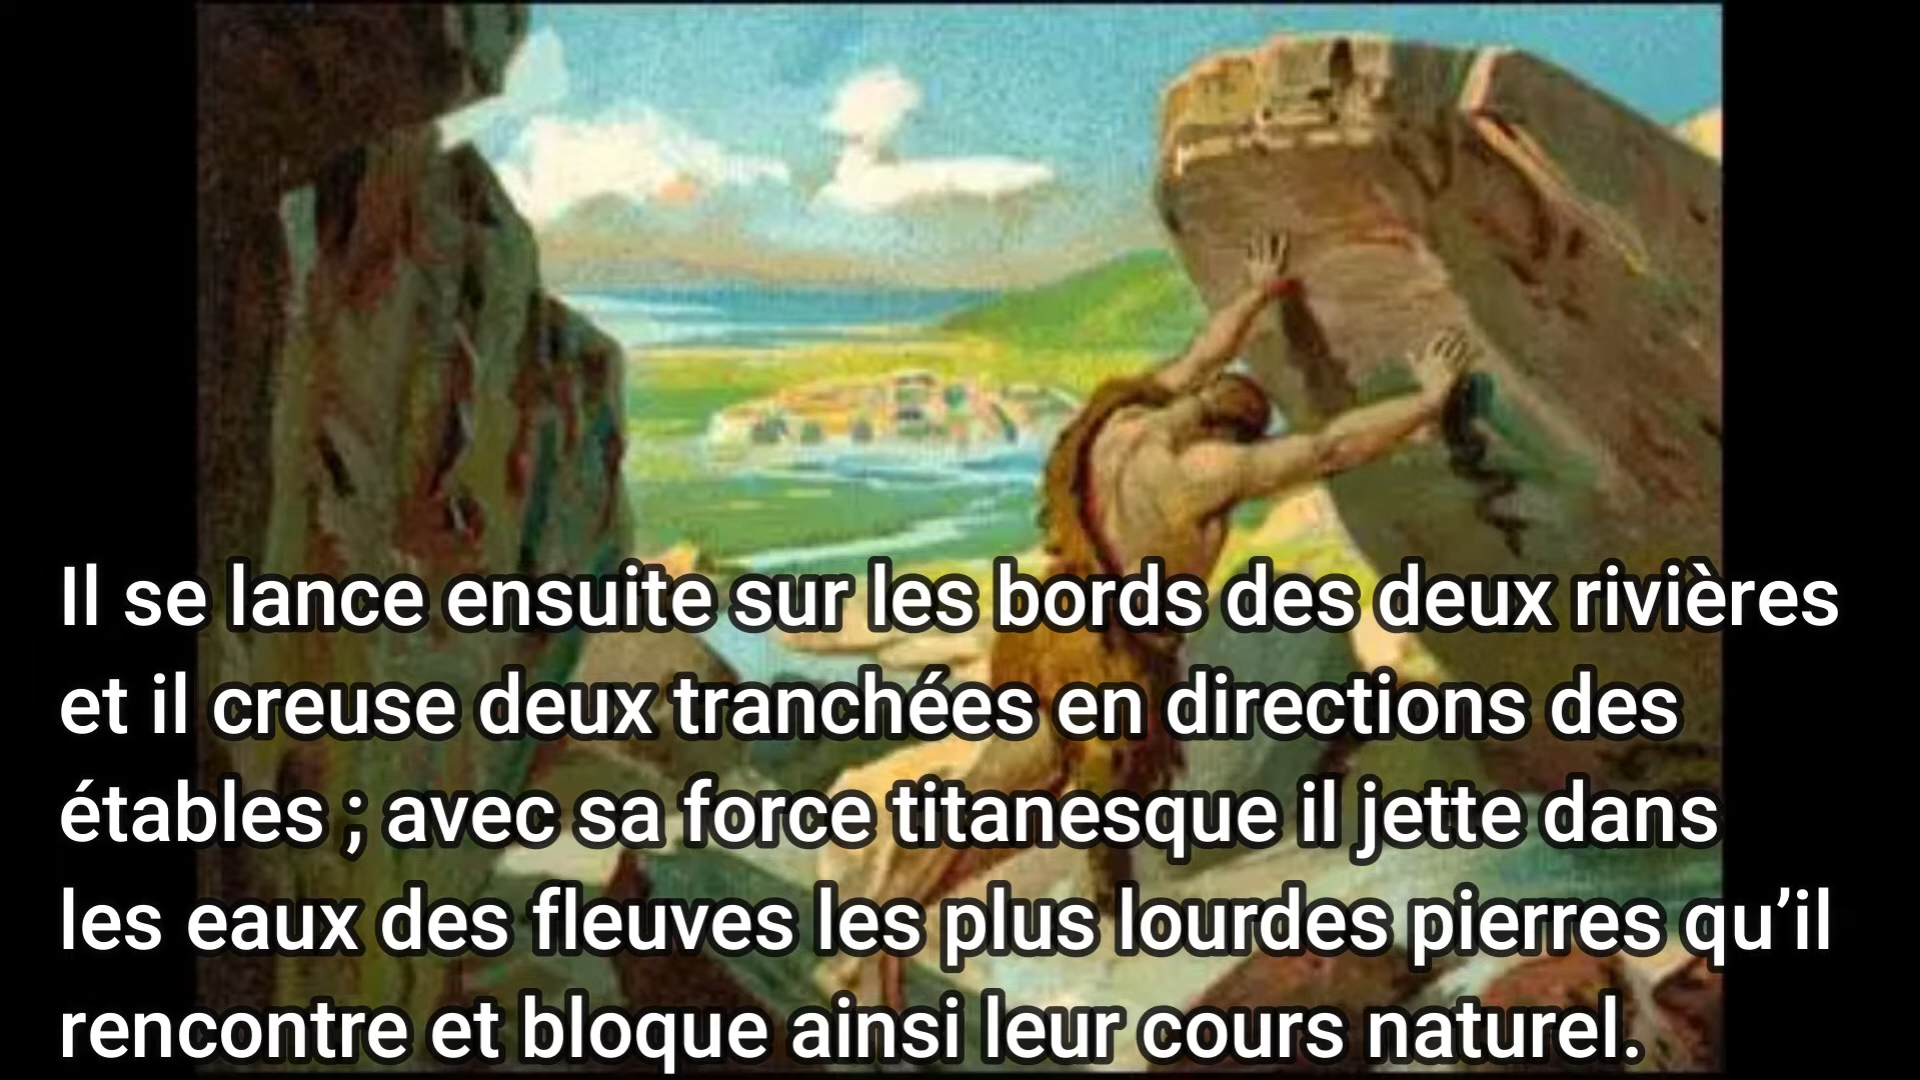 Il se lance ensuite sur les bords des deux rivières
et il creuse deux tranchées en directions des
étables ; avec sa force titanesque il jette dans
les eaux des fleuves les plus lourdes pierres qu’il
rencontre et bloque ainsi leur cours naturel.